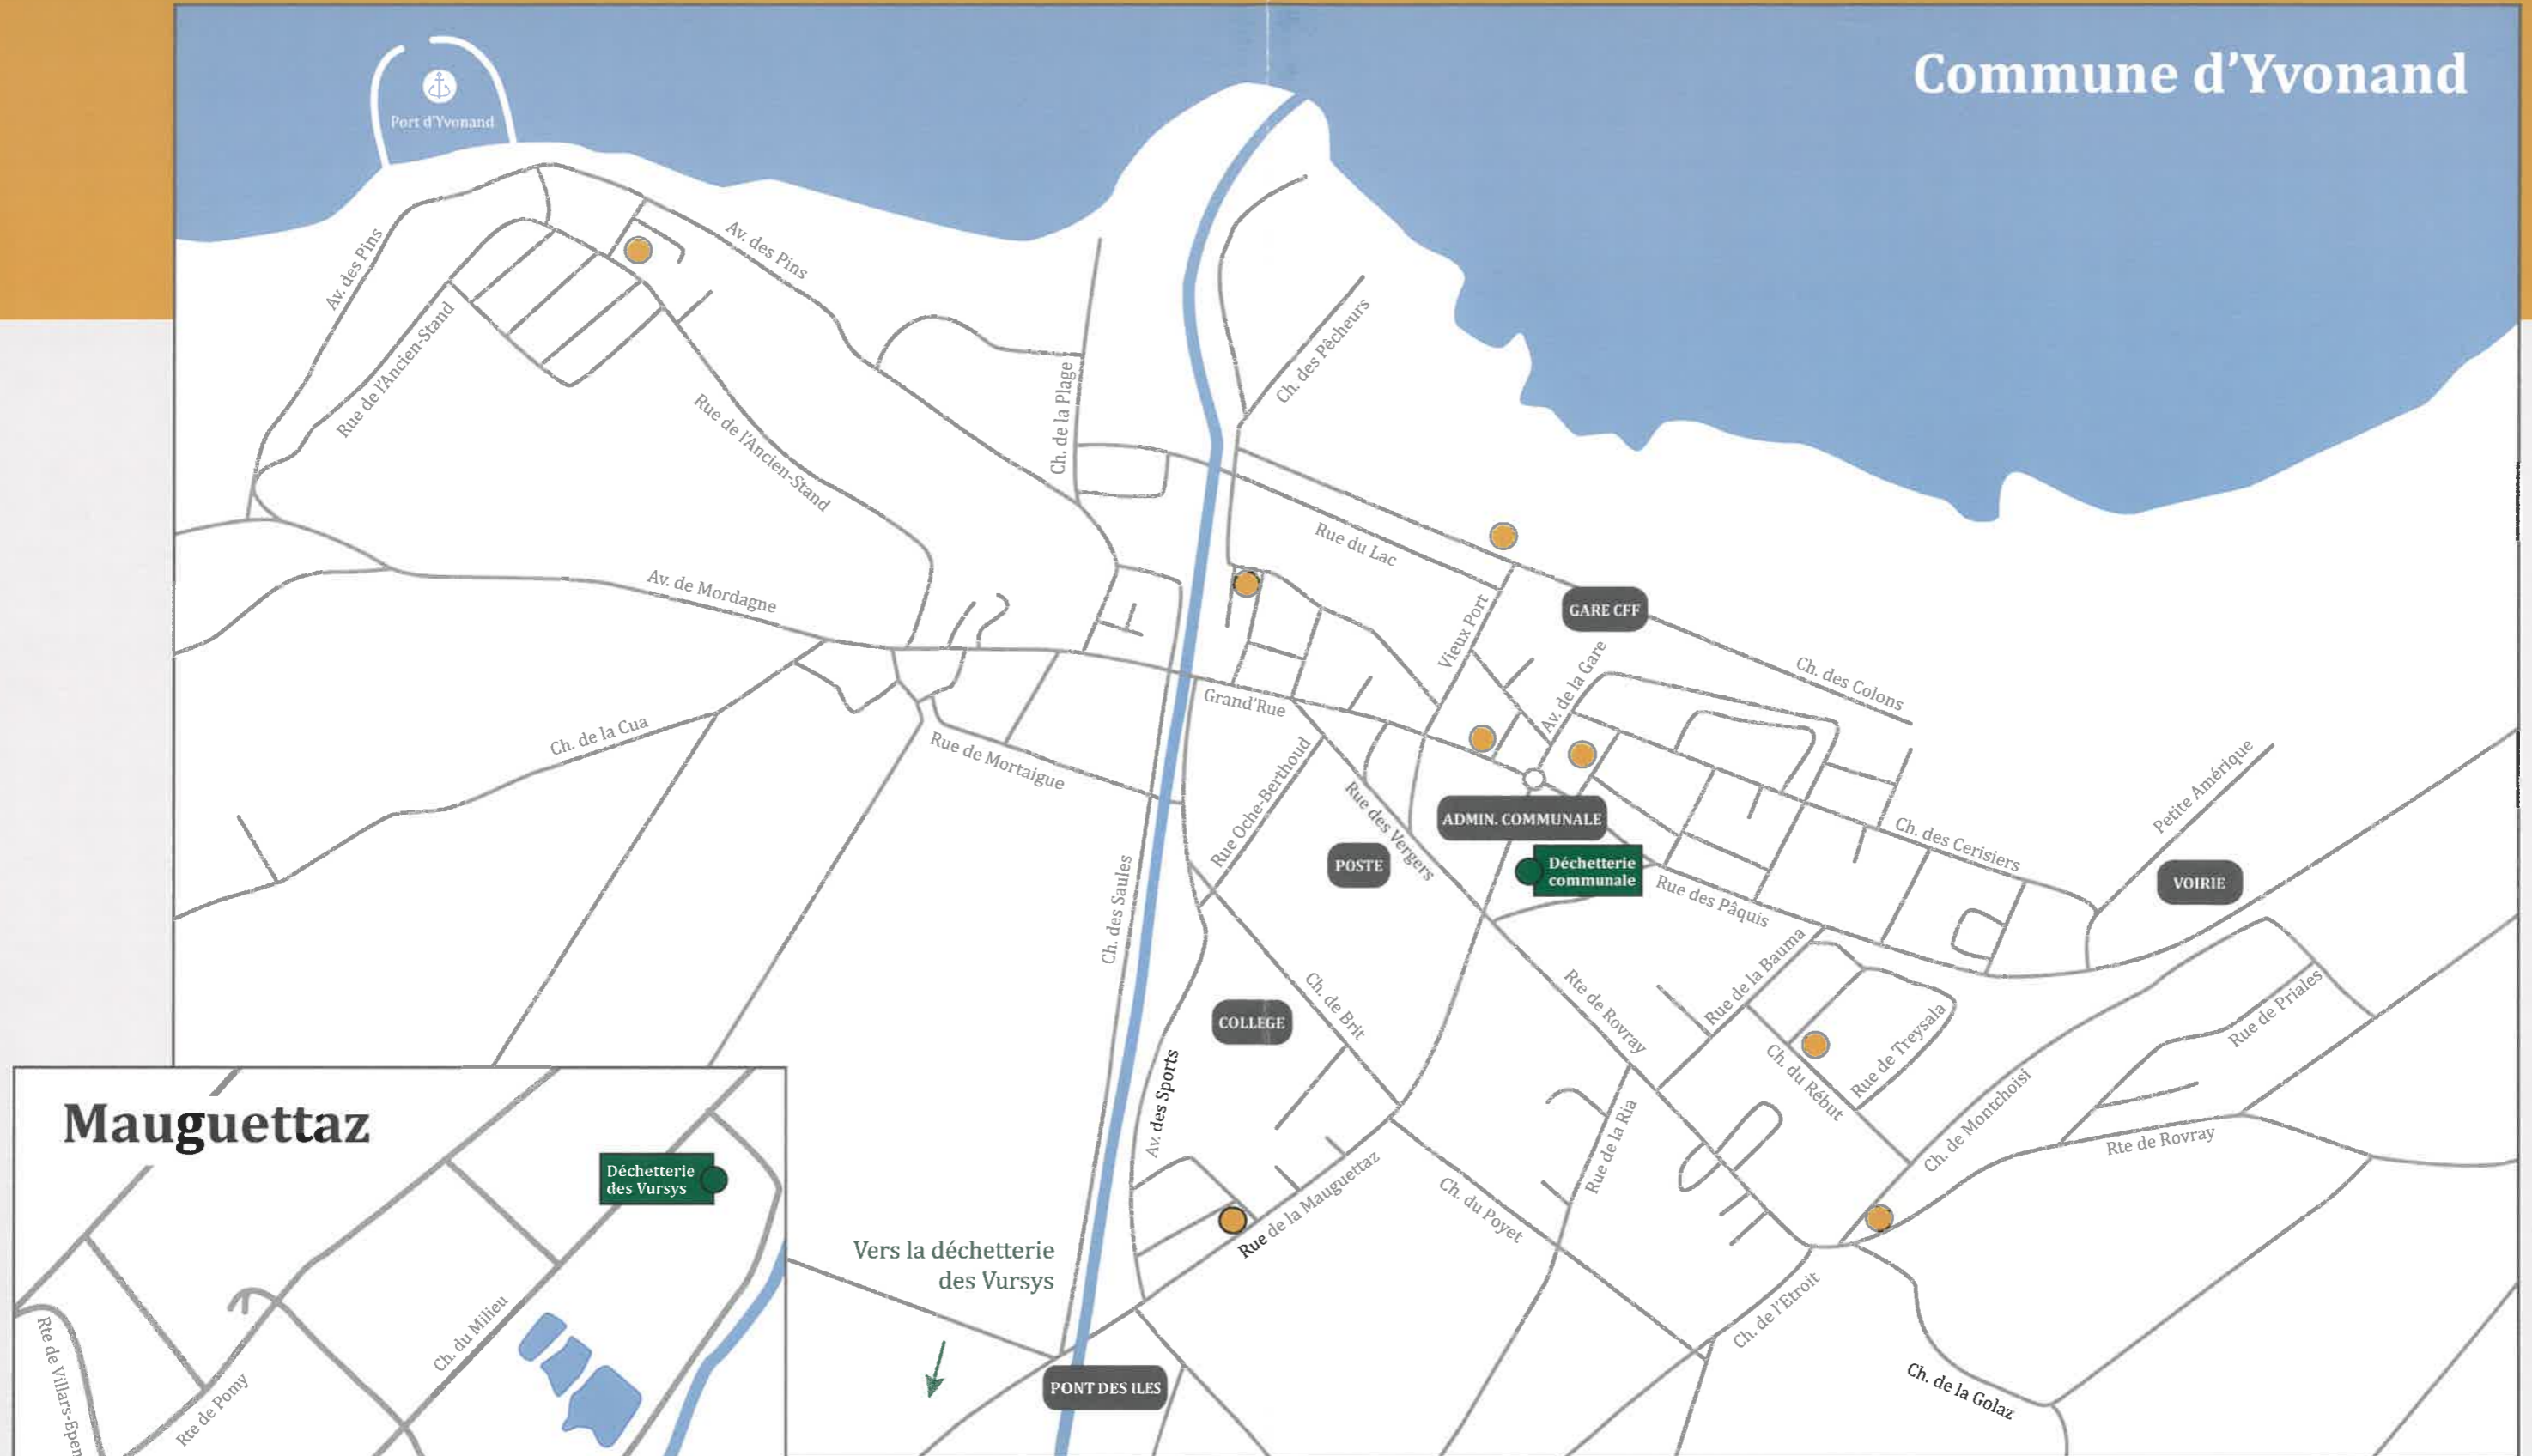 Commune d'Yvonand
Port d'Yvonand
Av. des Pins
Av. des Pins
Rue de l'Ancien-Stand
Rue de l'Ancien-Stand
Ch. de la Plage
Ch. des Pêcheurs
Rue du Lac
Vieux Port
GARE CFF
Av. de la Gare
Ch. des Colons
Av. de Mordagne
Grand'Rue
Ch. de la Cua
Rue de Mortaigue
Rue Oche-Berthoud
Rue des Vergers
ADMIN. COMMUNALE
POSTE
Déchetterie
communale
Ch. des Cerisiers
Petite Amérique
VOIRIE
Rue des Pâquis
Ch. des Saules
COLLEGE
Ch. de Brit
Rte de Rovray
Rue de la Bauma
Rue de Treysala
Ch. du Rébut
Rue de Priales
Ch. de Montchoisi
Rte de Rovray
Av. des Sports
Rue de la Mauguettaz
Ch. du Poyet
Rue de la Ria
Ch. de l'Etroit
Ch. de la Golaz
Vers la déchetterie
des Vursys
PONT DES ILES
Mauguettaz
Déchetterie
des Vursys
Ch. du Milieu
Rte de Pomy
Rte de Villars-Epen